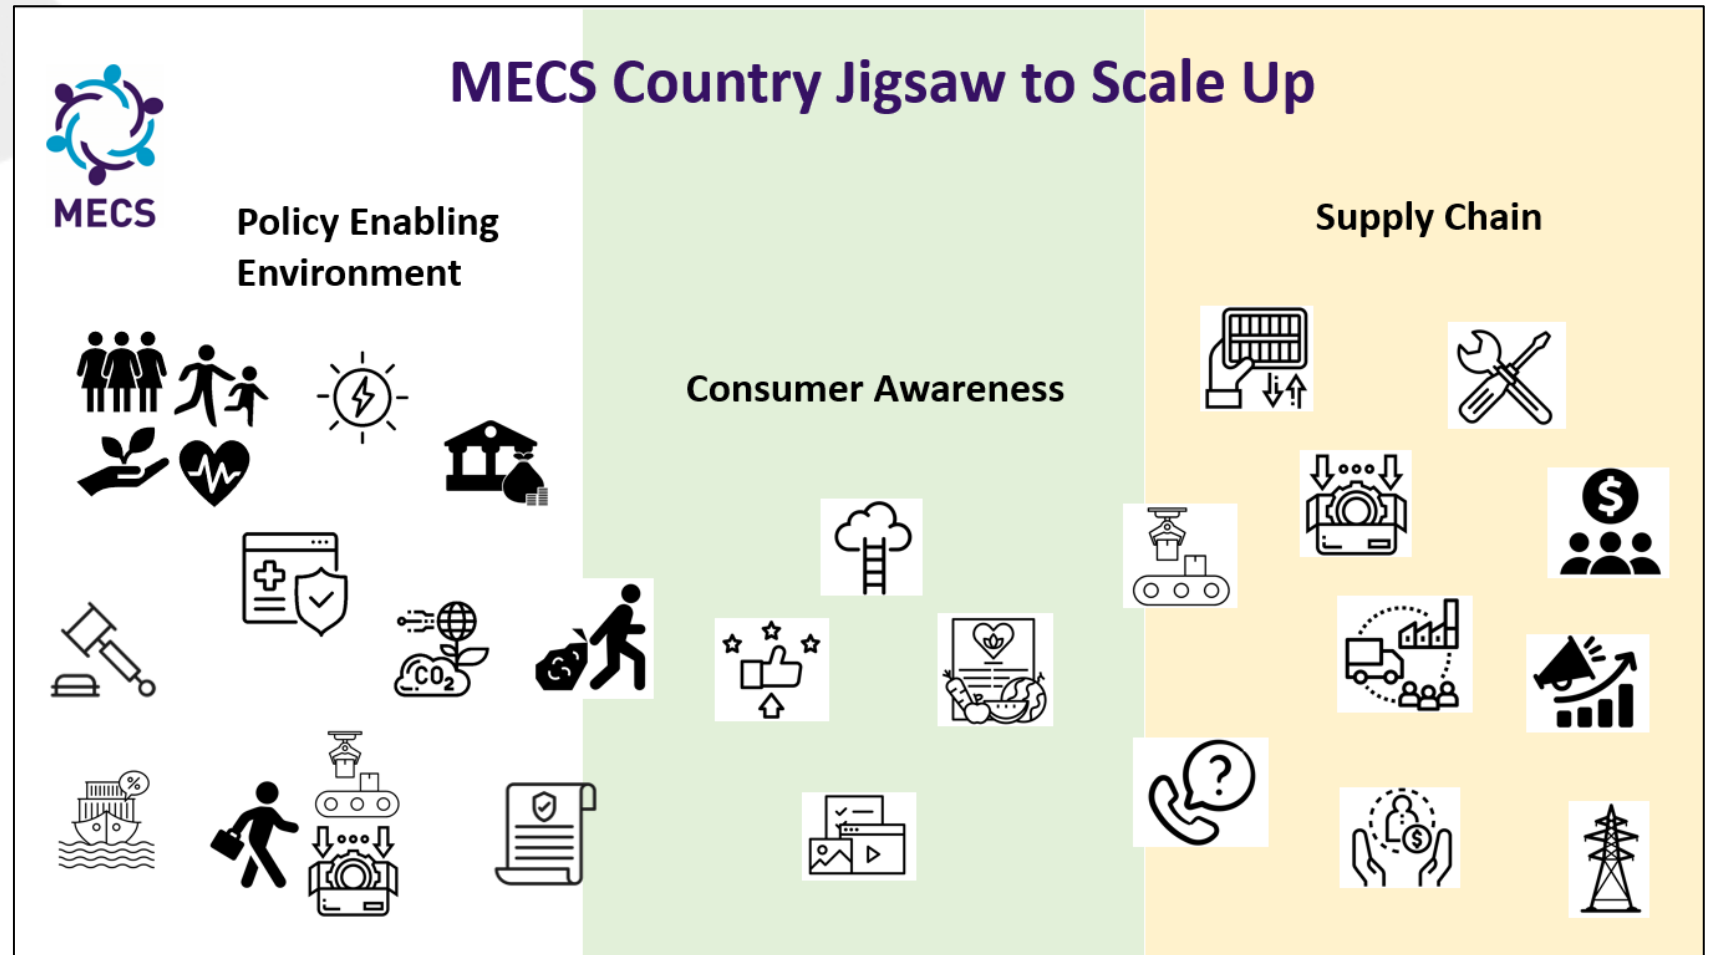 MECS Country Jigsaw to Scale Up
MECS
Policy Enabling
Environment
Consumer Awareness
Supply Chain
$
CO2
%
?
$